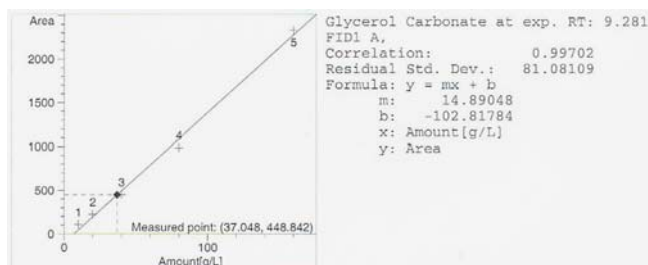 Area
2500
2000
1500
1000
500
0
5
4
3
2
1
Measured point: (37.048, 448.842)
0
100
Amount[g/L]
Glycerol Carbonate at exp. RT: 9.281
FID1 A,
Correlation: 0.99702
Residual Std. Dev.: 81.08109
Formula: y = mx + b
m: 14.89048
b: -102.81784
x: Amount[g/L]
y: Area